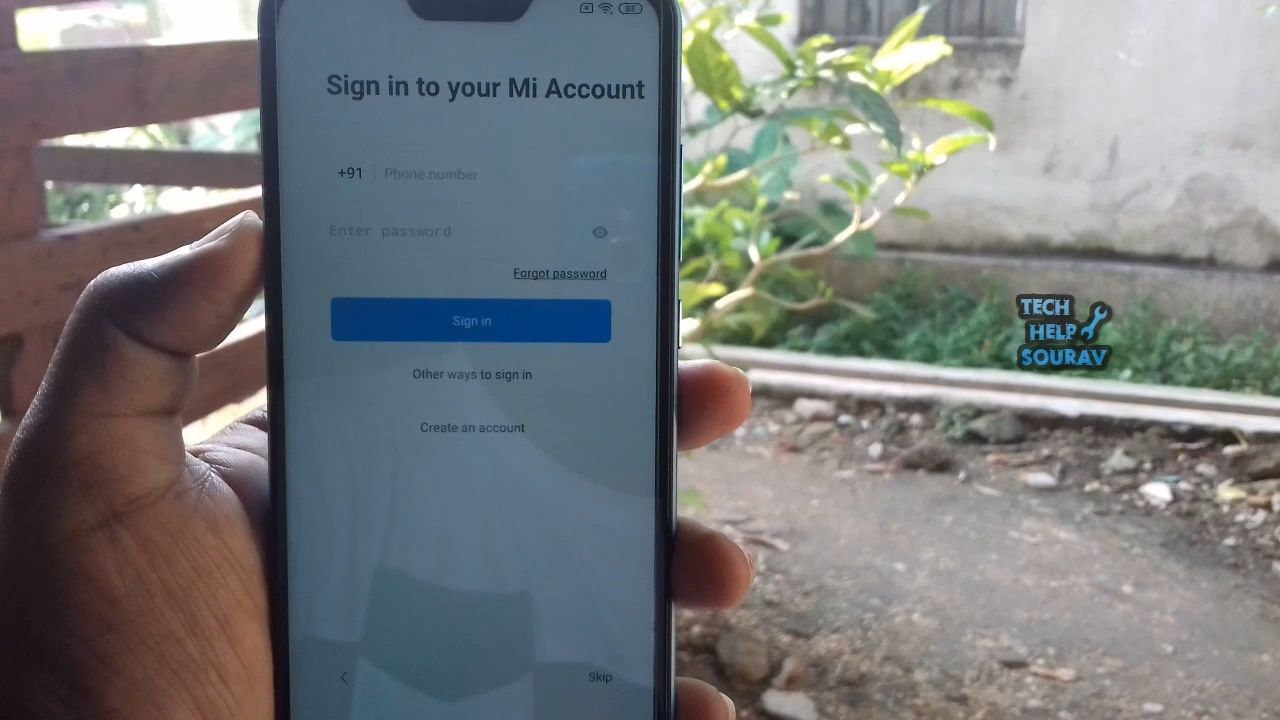 85
Sign in to your Mi Account
+91 Phone number
Enter password
Forgot password
Sign in
Other ways to sign in
Create an account
Skip
TECH
HELP
SOURAV